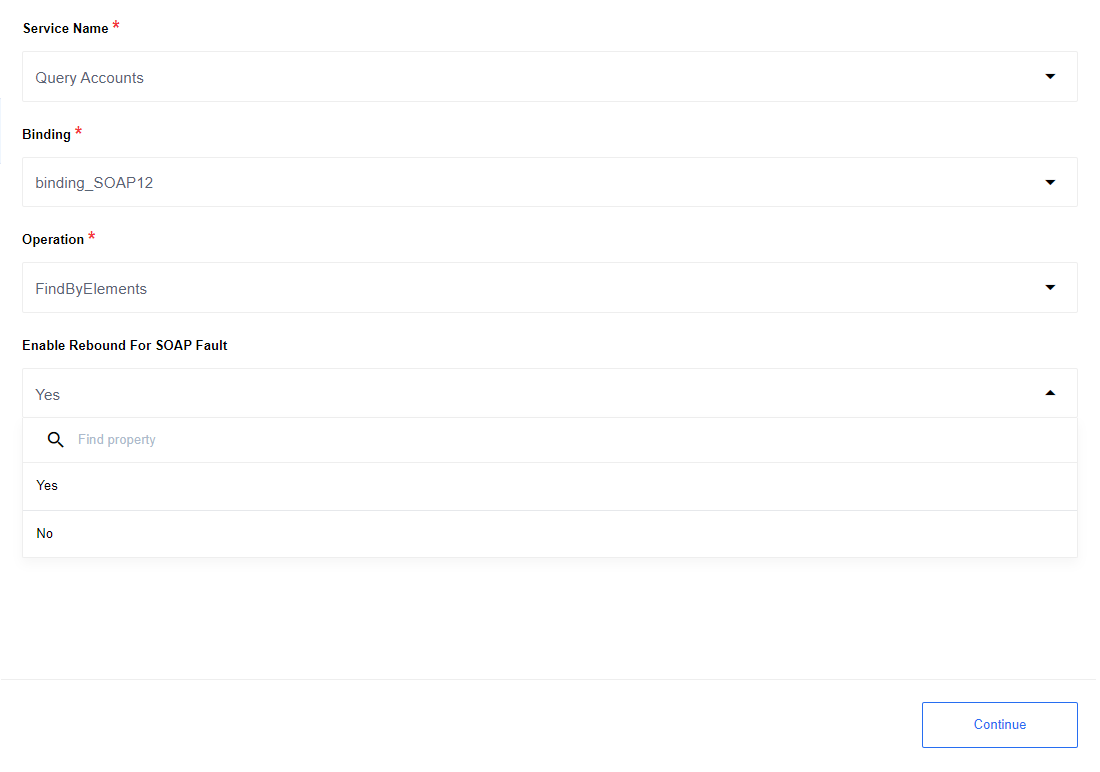 Service Name *
Query Accounts
Binding *
binding_SOAP12
Operation *
FindByElements
Enable Rebound For SOAP Fault
Yes
Find property
Yes
No
Continue